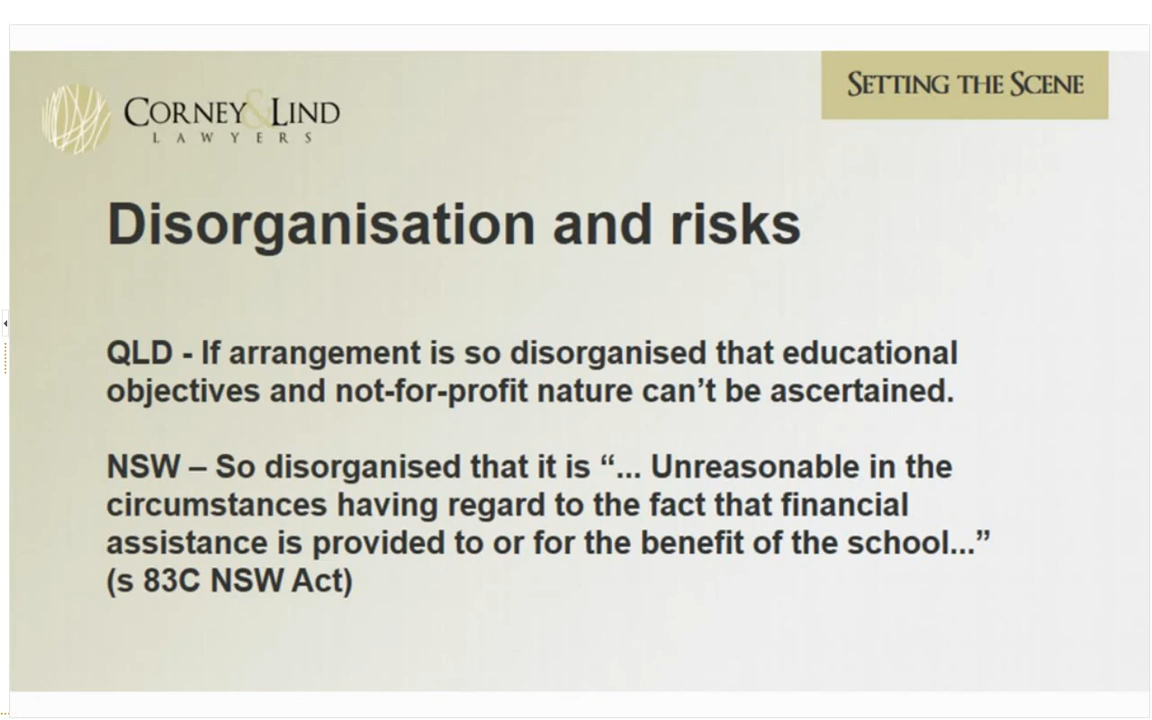 SETTING THE SCENE
CORNEY&LIND
LAWYERS
Disorganisation and risks
QLD - If arrangement is so disorganised that educational
objectives and not-for-profit nature can’t be ascertained.
NSW – So disorganised that it is “... Unreasonable in the
circumstances having regard to the fact that financial
assistance is provided to or for the benefit of the school...”
(s 83C NSW Act)